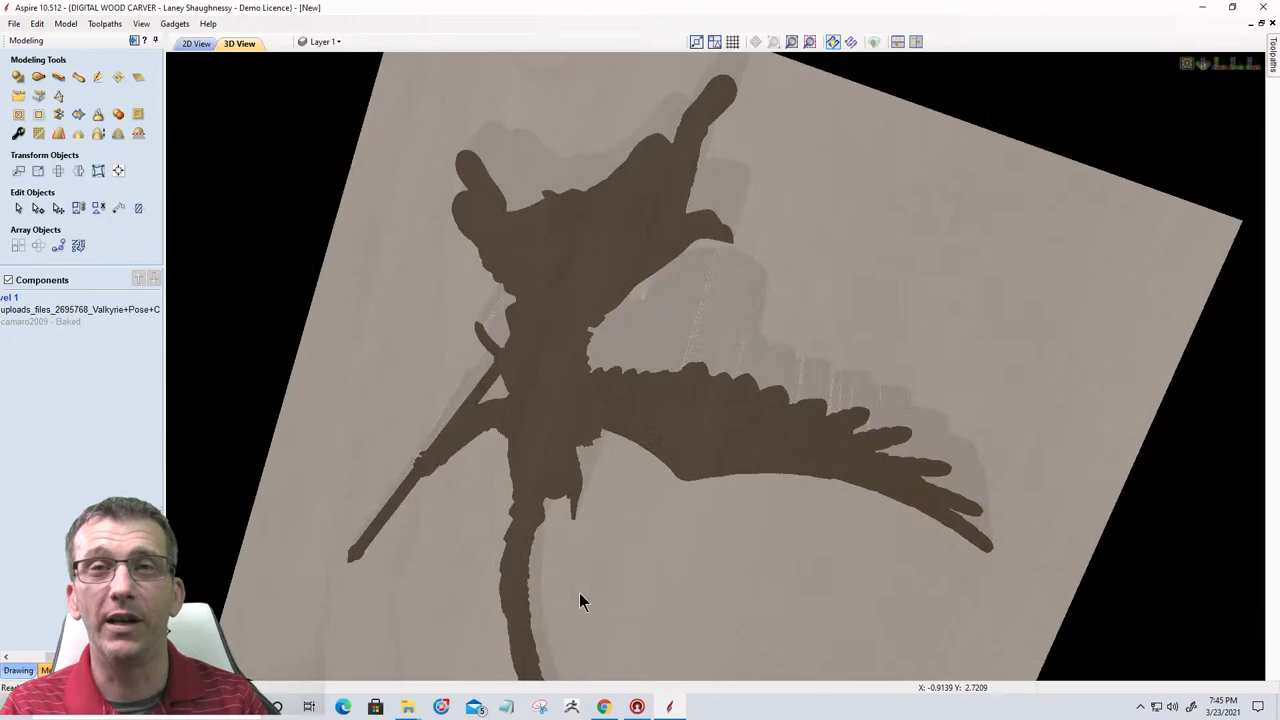 Aspire 10.512 - {DIGITAL WOOD CARVER - Laney Shaughnessy - Demo Licence} - [New]
File Edit Model Toolpaths View Gadgets Help
Modeling
2D View 3D View Layer 1
Toolpaths
Modeling Tools
Transform Objects
Edit Objects
Array Objects
Components
vel 1
uploads_files_2695768_Valkyrie+Pose+C
camaro2009 - Baked
Drawing
X: -0.9139 Y: 2.7209
5
7:45 PM
3/23/2021